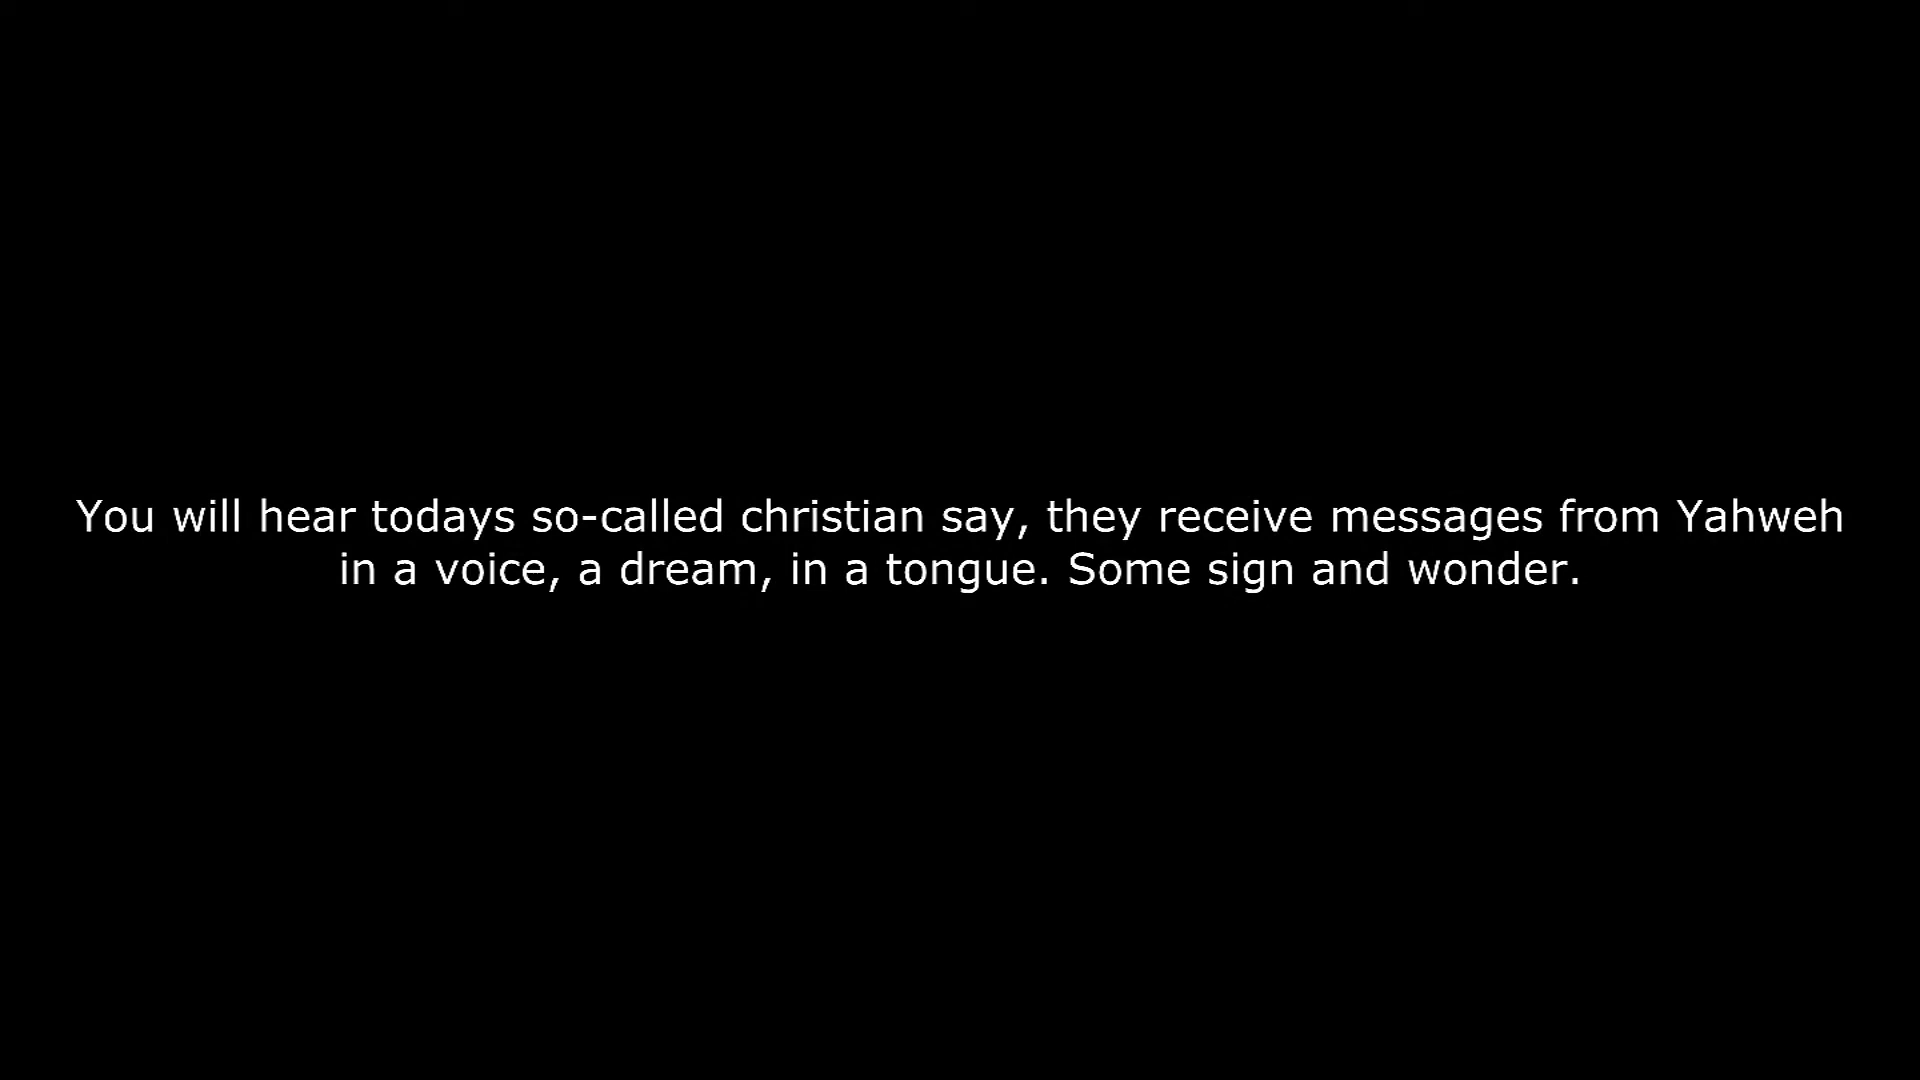 You will hear todays so-called christian say, they receive messages from Yahweh
in a voice, a dream, in a tongue. Some sign and wonder.